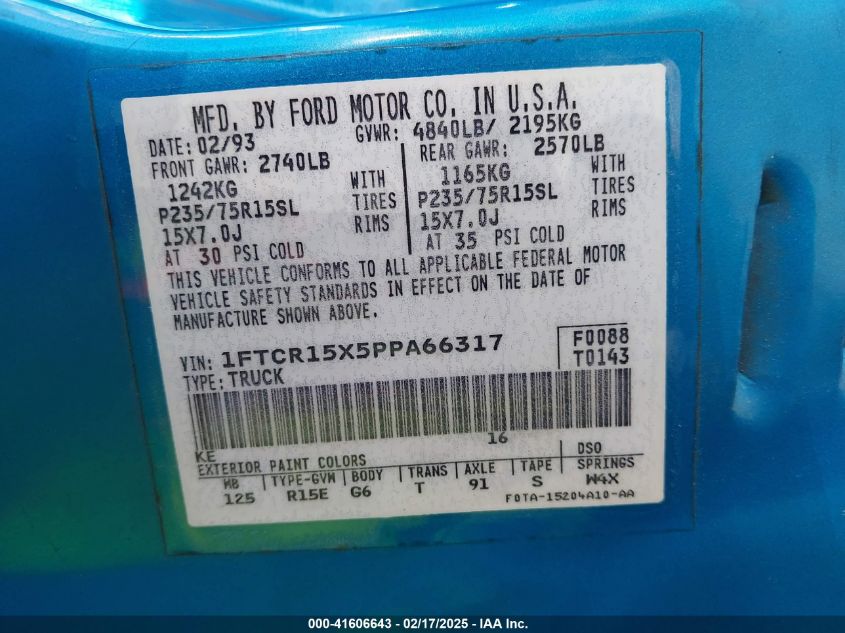 MFD. BY FORD MOTOR CO. IN U.S.A.
DATE: 02/93 GVWR: 4840LB/ 2195KG
FRONT GAWR: 2740LB REAR GAWR: 2570LB
1242KG WITH 1165KG WITH
P235/75R15SL TIRES P235/75R15SL TIRES
15X7.0J RIMS 15X7.0J RIMS
AT 30 PSI COLD AT 35 PSI COLD
THIS VEHICLE CONFORMS TO ALL APPLICABLE FEDERAL MOTOR
VEHICLE SAFETY STANDARDS IN EFFECT ON THE DATE OF
MANUFACTURE SHOWN ABOVE.
VIN: 1FTCR15X5PPA66317 F0088
TYPE: TRUCK T0143
KE 16
EXTERIOR PAINT COLORS DSO
WB TYPE-GVW BODY TRANS AXLE TAPE SPRINGS
125 R15E G6 T 91 S W4X
F0TA-15204A10-AA
000-41606643 - 02/17/2025 - IAA Inc.